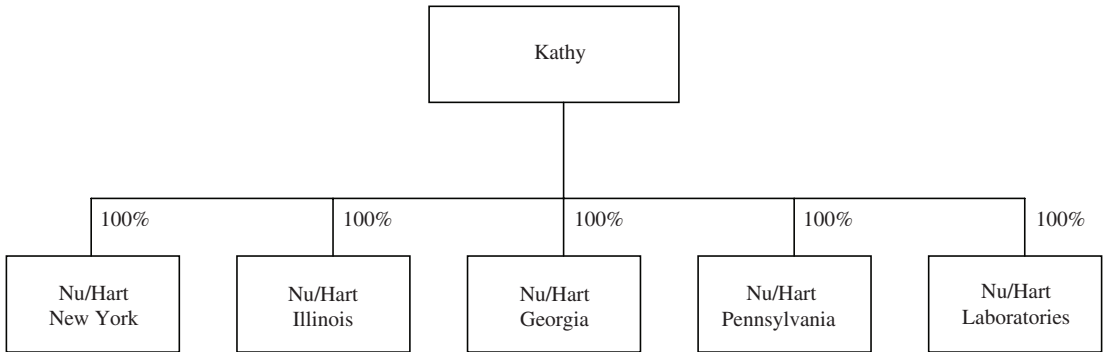 Kathy
100%
100%
100%
100%
100%
Nu/Hart
New York
Nu/Hart
Illinois
Nu/Hart
Georgia
Nu/Hart
Pennsylvania
Nu/Hart
Laboratories